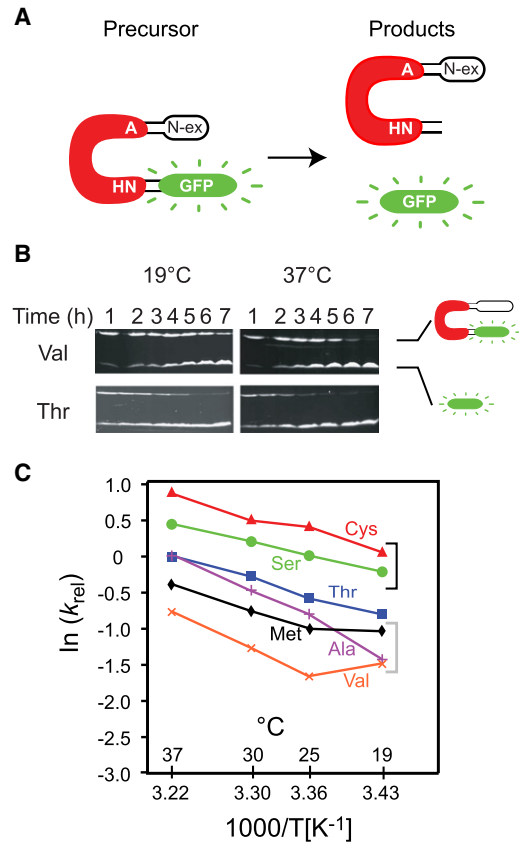 A
Precursor
Products
A N-ex
HN GFP
A N-ex
HN
GFP
B
19°C 37°C
Time (h) 1 2 3 4 5 6 7 1 2 3 4 5 6 7
Val
Thr
C
ln (krel)
1.0
0.5
0
-0.5
-1.0
-1.5
-2.0
-2.5
-3.0
Cys
Ser
Thr
Met
Ala
Val
°C
37 30 25 19
3.22 3.30 3.36 3.43
1000/T[K-1]